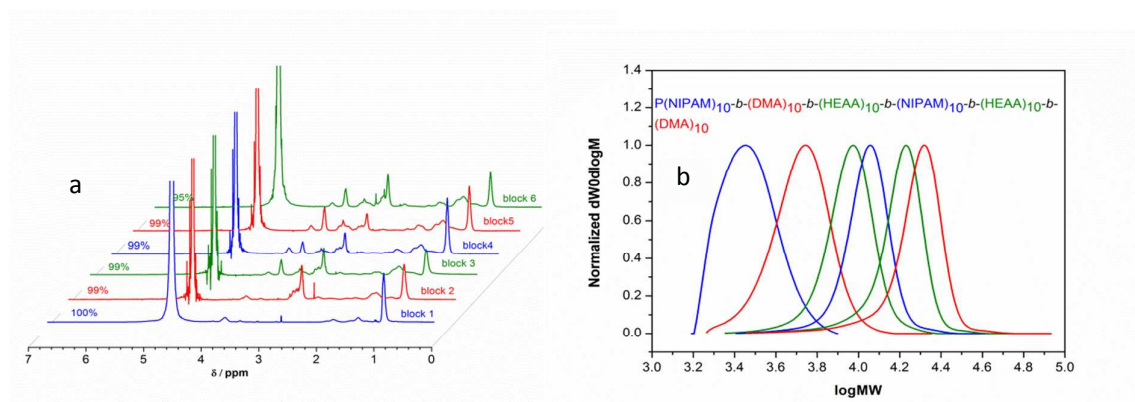 a
95%
block 6
99%
block5
99%
block4
99%
block 3
99%
block 2
100%
block 1
7 6 5 4 3 2 1 0
δ / ppm
1.4
P(NIPAM)10-b-(DMA)10-(HEAA)10-b-(NIPAM)10-b-(HEAA)10-b-
(DMA)10
b
1.2
1.0
0.8
0.6
0.4
0.2
0.0
Normalized dW0dlogM
3.0 3.2 3.4 3.6 3.8 4.0 4.2 4.4 4.6 4.8 5.0
logMW